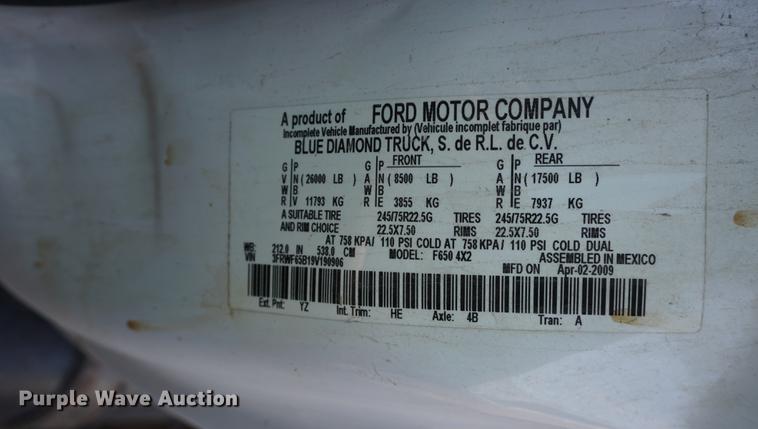 A product of FORD MOTOR COMPANY
Incomplete Vehicle Manufactured by (Vehicule incomplet fabrique par)
BLUE DIAMOND TRUCK, S. de R.L. de C.V.
G P G P FRONT G P REAR
V N ( 26000 LB ) A N ( 8500 LB ) A N ( 17500 LB )
W B W B W B
R V 11793 KG R E 3855 KG R E 7937 KG
A SUITABLE TIRE 245/75R22.5G TIRES 245/75R22.5G TIRES
AND RIM CHOICE 22.5X7.50 RIMS 22.5X7.50 RIMS
AT 758 KPA/ 110 PSI COLD AT 758 KPA/ 110 PSI COLD DUAL
WB: 212.0 IN 538.0 CM MODEL: F650 4X2 ASSEMBLED IN MEXICO
VIN 3FRWF65B19V190906 MFD ON Apr-02-2009
Ext. Pnt: YZ Int. Trim: HE Axle: 4B Tran: A
Purple Wave Auction